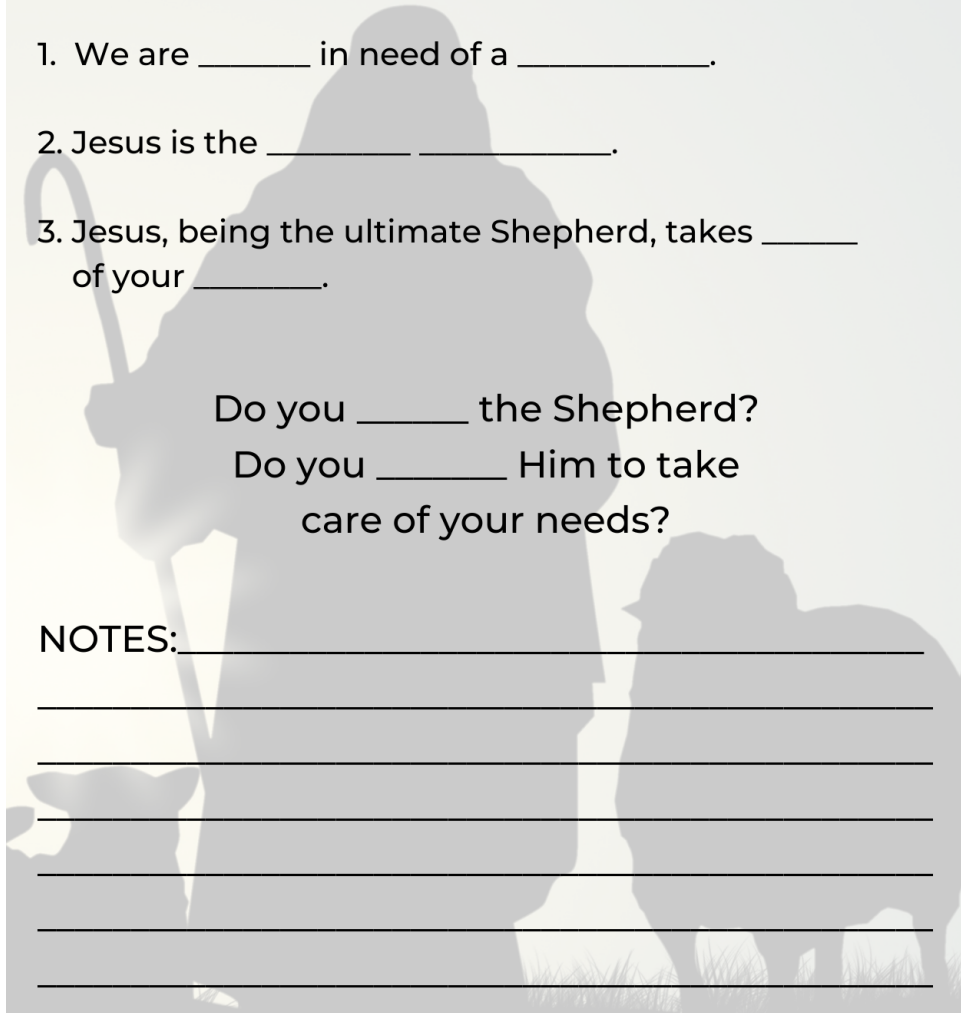 1. We are _______ in need of a ____________.
2. Jesus is the _________ ____________.
3. Jesus, being the ultimate Shepherd, takes ______
of your ________.
Do you ______ the Shepherd?
Do you _______ Him to take
care of your needs?
NOTES:________________________________________